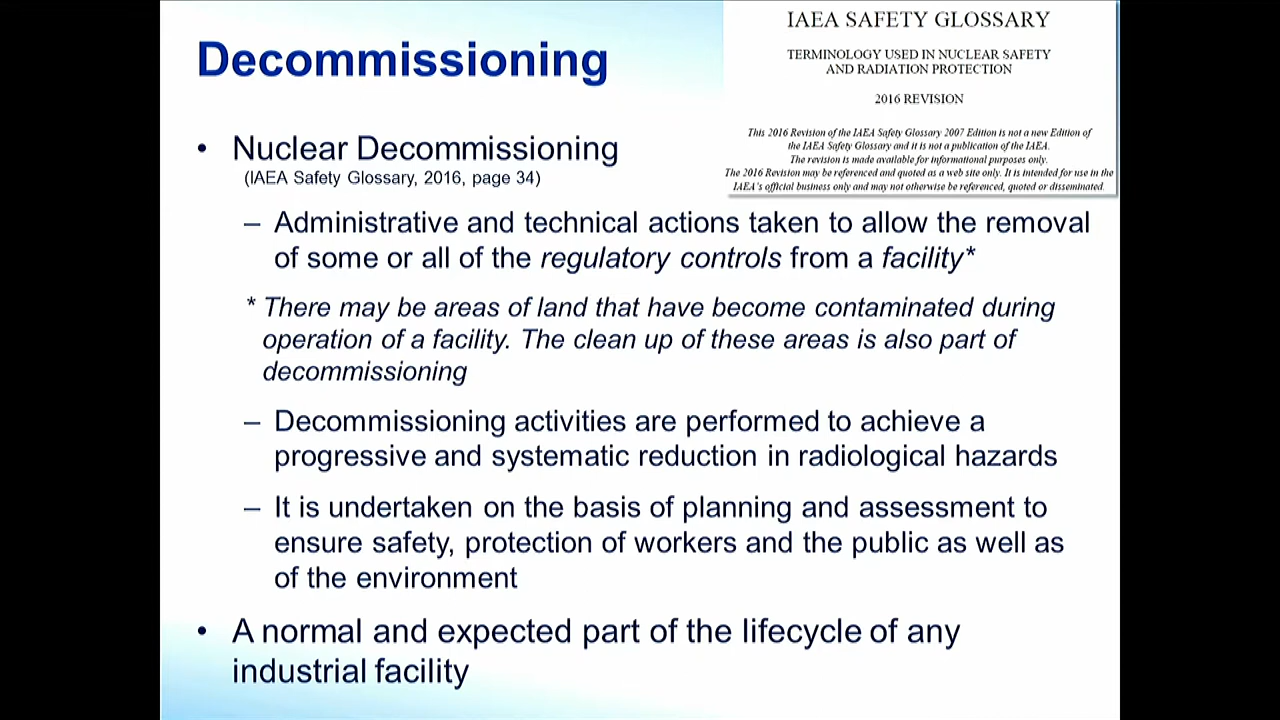 Decommissioning
IAEA SAFETY GLOSSARY
TERMINOLOGY USED IN NUCLEAR SAFETY
AND RADIATION PROTECTION
2016 REVISION
This 2016 Revision of the IAEA Safety Glossary 2007 Edition is not a new Edition of
the IAEA Safety Glossary and it is not a publication of the IAEA.
The revision is made available for informational purposes only.
The 2016 Revision may be referenced and quoted as a web site only. It is intended for use in the
IAEA's official business only and may not otherwise be referenced, quoted or disseminated.
• Nuclear Decommissioning
(IAEA Safety Glossary, 2016, page 34)
– Administrative and technical actions taken to allow the removal
of some or all of the regulatory controls from a facility*
* There may be areas of land that have become contaminated during
operation of a facility. The clean up of these areas is also part of
decommissioning
– Decommissioning activities are performed to achieve a
progressive and systematic reduction in radiological hazards
– It is undertaken on the basis of planning and assessment to
ensure safety, protection of workers and the public as well as
of the environment
• A normal and expected part of the lifecycle of any
industrial facility